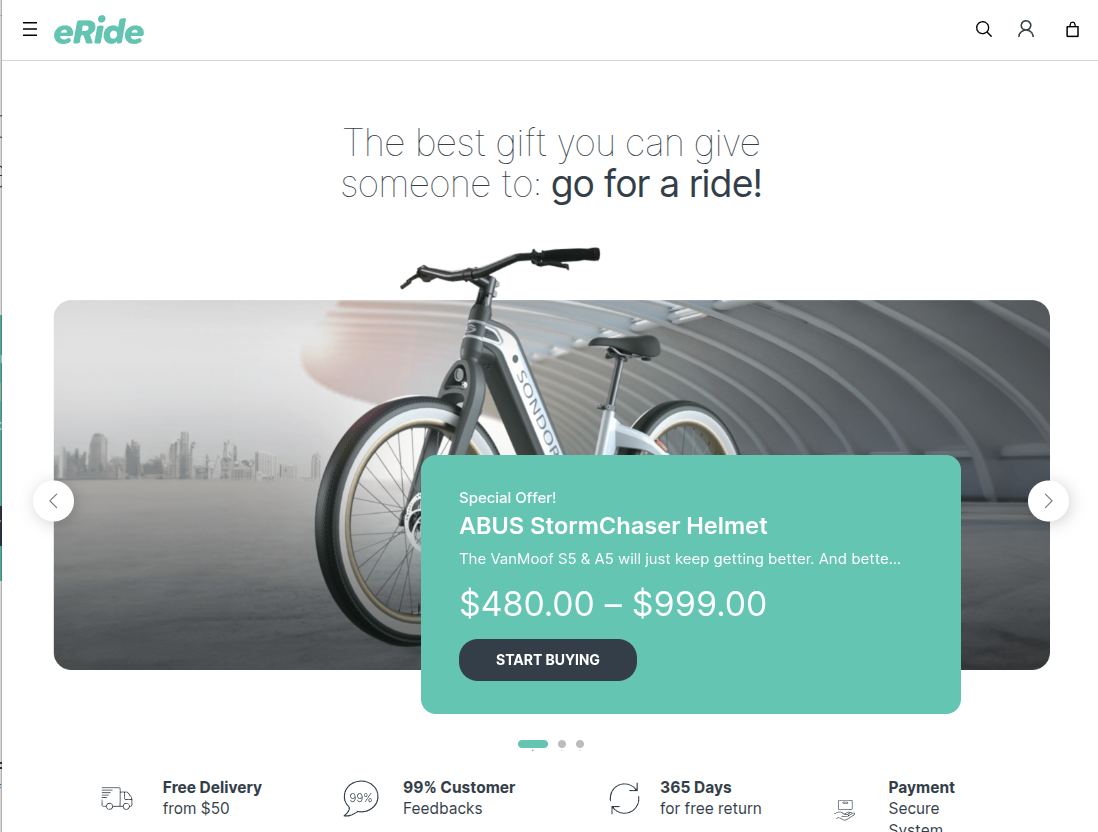 eRide
The best gift you can give
someone to: go for a ride!
SONDOR
Special Offer!
ABUS StormChaser Helmet
The VanMoof S5 & A5 will just keep getting better. And bette...
$480.00 – $999.00
START BUYING
Free Delivery
from $50
99%
99% Customer
Feedbacks
365 Days
for free return
Payment
Secure
System